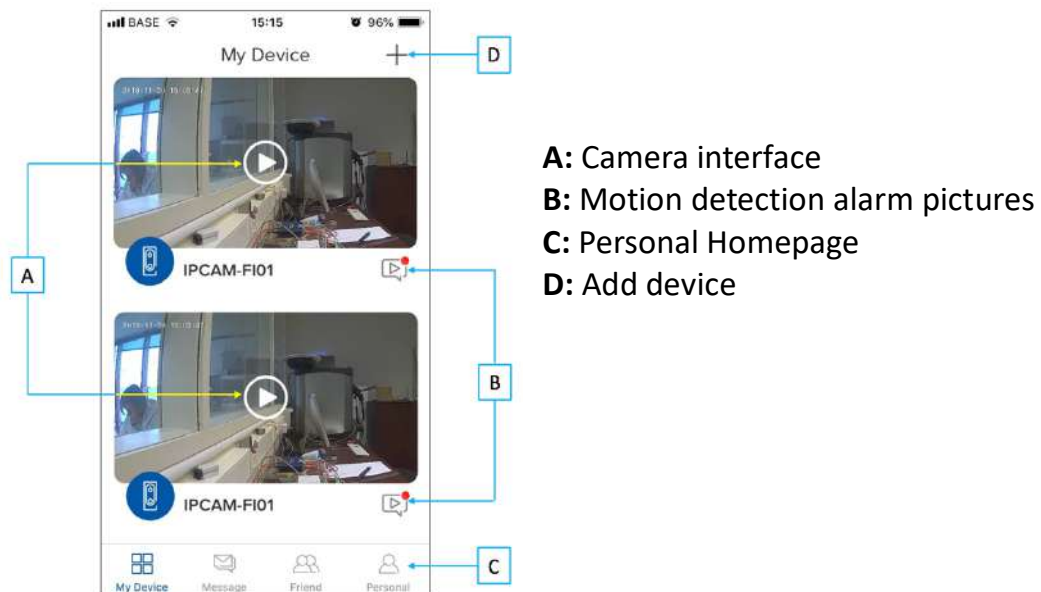 BASE 15:15 96%
My Device
D
IPCAM-FI01
A
B
IPCAM-FI01
C
My Device Message Friend Personal
A: Camera interface
B: Motion detection alarm pictures
C: Personal Homepage
D: Add device